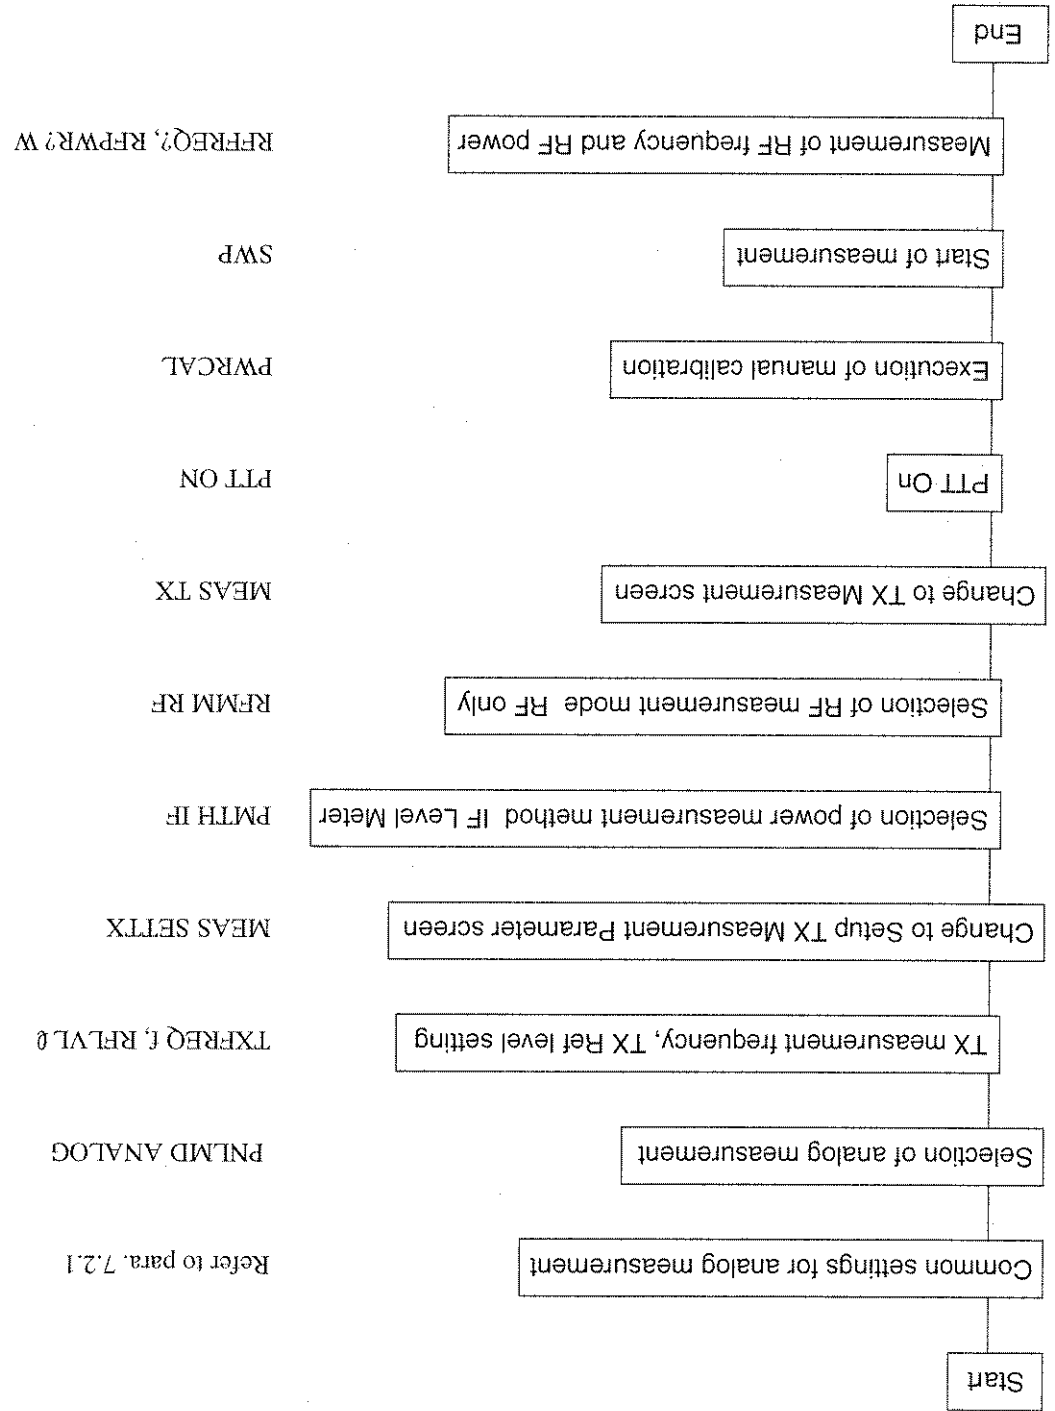 Start
Common settings for analog measurement Refer to para. 7.2.1
Selection of analog measurement PNLMD ANALOG
TX measurement frequency, TX Ref level setting TXFREQ f, RFLVL ℓ
Change to Setup TX Measurement Parameter screen MEAS SETTX
Selection of power measurement method IF Level Meter PMTH IF
Selection of RF measurement mode RF only RFMM RF
Change to TX Measurement screen MEAS TX
PTT On PTT ON
Execution of manual calibration PWRCAL
Start of measurement SWP
Measurement of RF frequency and RF power RFFREQ?, RFPWR? W
End